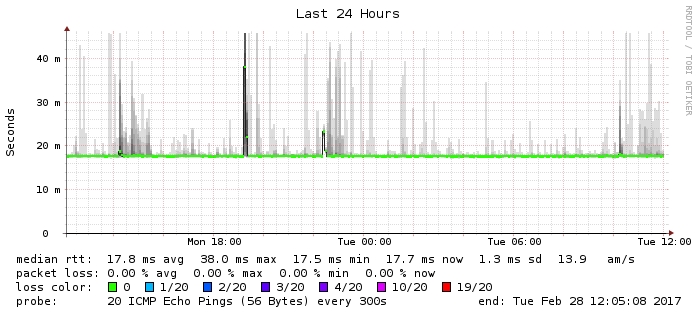 Last 24 Hours
RRDTOOL / TOBI OETIKER
Seconds
40 m
30 m
20 m
10 m
0
Mon 18:00 Tue 00:00 Tue 06:00 Tue 12:00
median rtt: 17.8 ms avg 38.0 ms max 17.5 ms min 17.7 ms now 1.3 ms sd 13.9 am/s
packet loss: 0.00 % avg 0.00 % max 0.00 % min 0.00 % now
loss color: 0 1/20 2/20 3/20 4/20 10/20 19/20
probe: 20 ICMP Echo Pings (56 Bytes) every 300s end: Tue Feb 28 12:05:08 2017